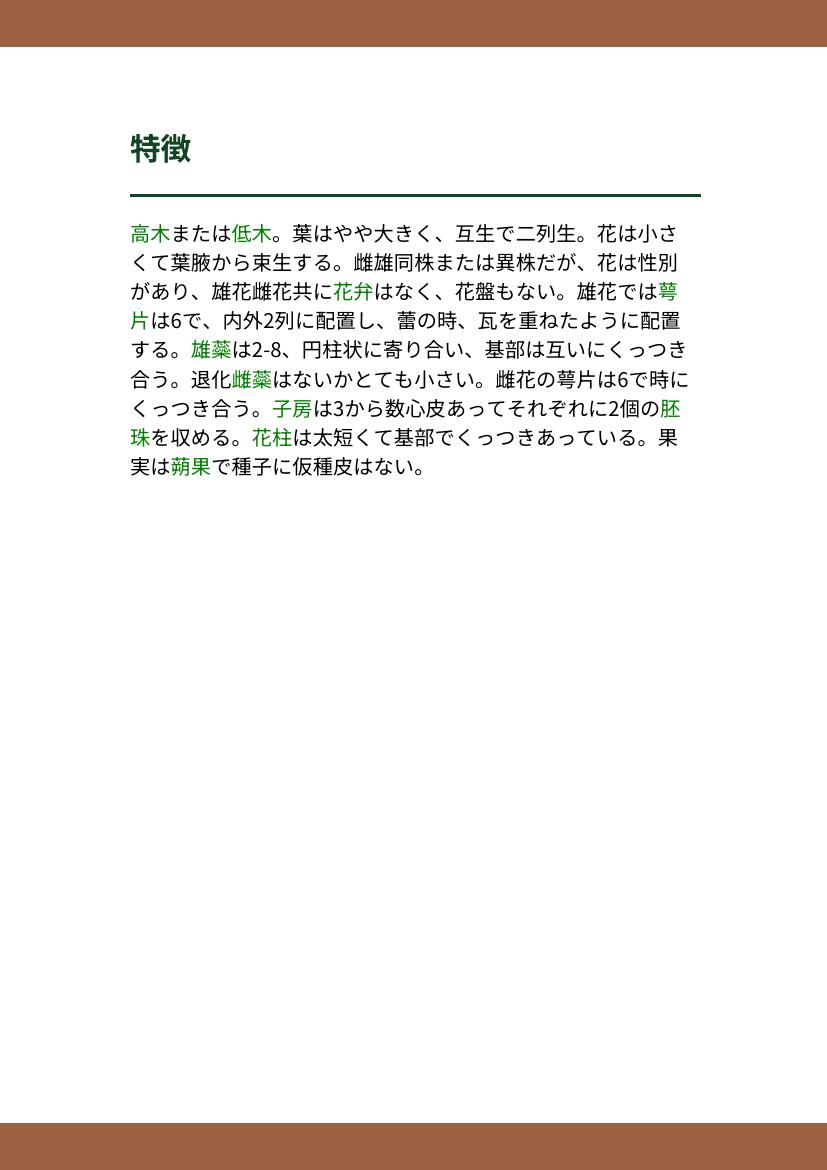 特徴
高木または低木。葉はやや大きく、互生で二列生。花は小さ
くて葉腋から束生する。雌雄同株または異株だが、花は性別
があり、雄花雌花共に花弁はなく、花盤もない。雄花では萼
片は6で、内外2列に配置し、蕾の時、瓦を重ねたように配置
する。雄蘂は2-8、円柱状に寄り合い、基部は互いにくっつき
合う。退化雌蘂はないかとても小さい。雌花の萼片は6で時に
くっつき合う。子房は3から数心皮あってそれぞれに2個の胚
珠を収める。花柱は太短くて基部でくっつきあっている。果
実は蒴果で種子に仮種皮はない。